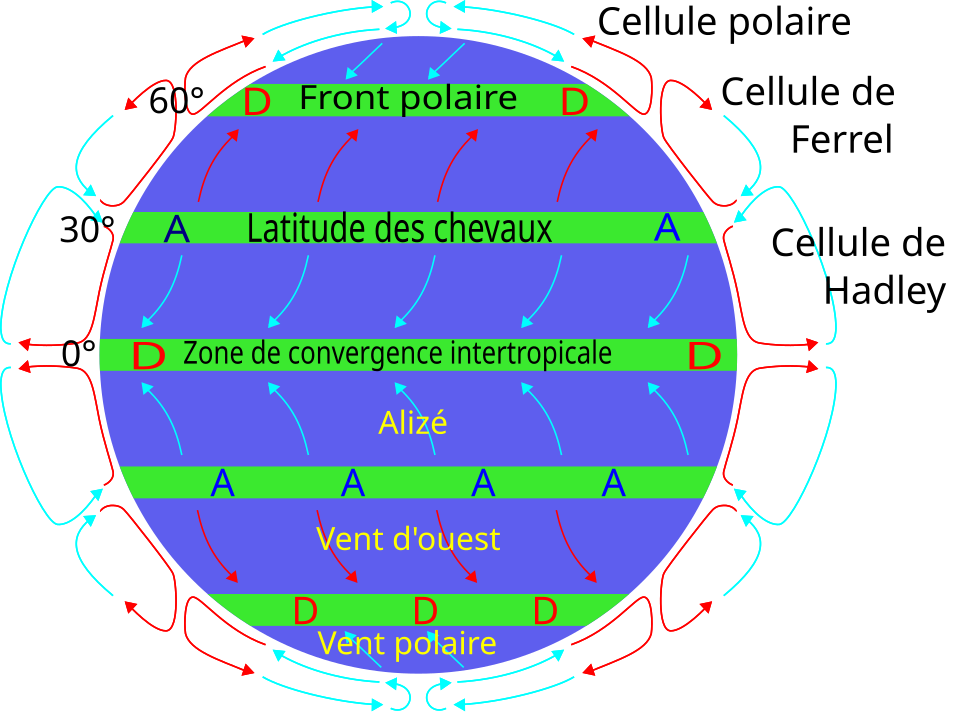 Cellule polaire
60° D Front polaire D
Cellule de
Ferrel
30° A Latitude des chevaux A
Cellule de
Hadley
0° D Zone de convergence intertropicale D
Alizé
A A A A
Vent d'ouest
D D D
Vent polaire